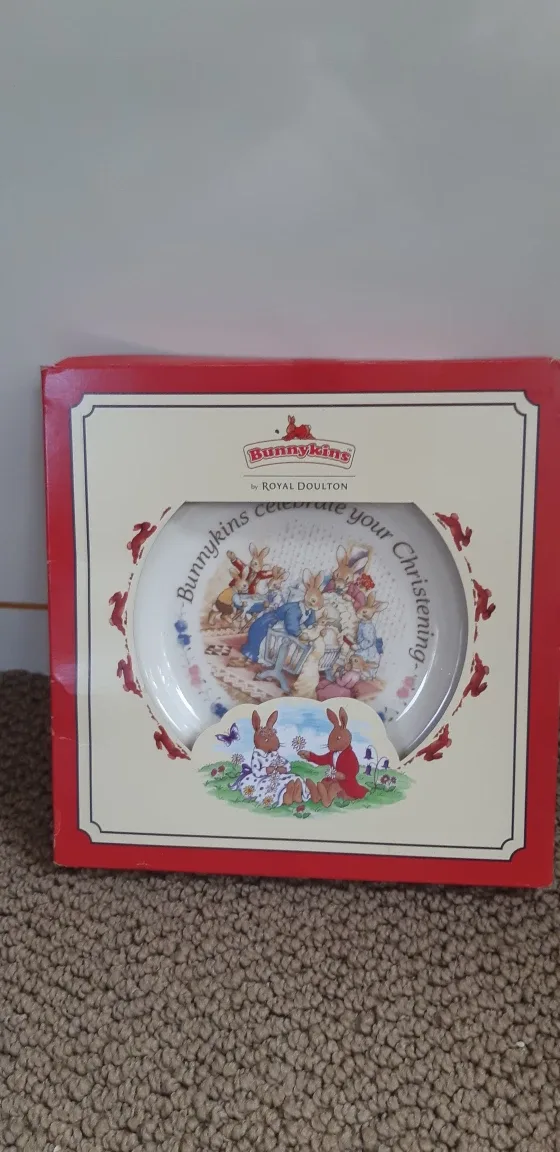 Bunnykins
by ROYAL DOULTON
Bunnykins celebrate your Christening